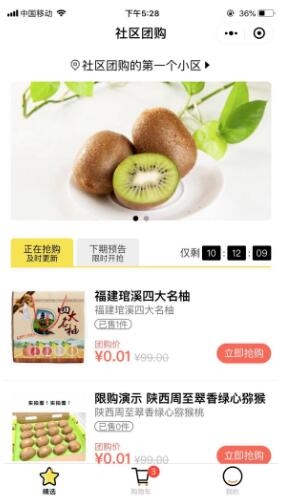 中国移动
下午5:28
36%
社区团购
社区团购的第一个小区
正在抢购
及时更新
下期预告
限时开抢
仅剩 10 : 12 : 09
福建琯溪四大名柚
福建琯溪四大名柚
已售1件
团购价
¥0.01 ¥99.00
立即抢购
四大名柚
限购演示 陕西周至翠香绿心猕猴
陕西周至翠香绿心猕猴桃
已售0件
团购价
¥0.01 ¥99.00
立即抢购
精选
购物车
3
我的